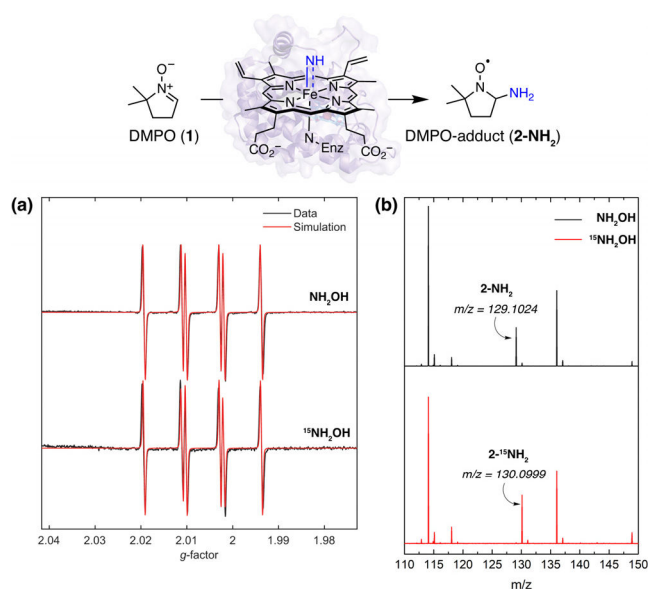 O⁻
N⁺
DMPO (1)
NH
N
N
Fe
N
N
N
Enz
CO₂⁻
CO₂⁻
O•
N
NH₂
DMPO-adduct (2-NH₂)
(a)
Data
Simulation
NH₂OH
¹⁵NH₂OH
2.04 2.03 2.02 2.01 2 1.99 1.98
g-factor
(b)
NH₂OH
¹⁵NH₂OH
2-NH₂
m/z = 129.1024
2-¹⁵NH₂
m/z = 130.0999
110 115 120 125 130 135 140 145 150
m/z